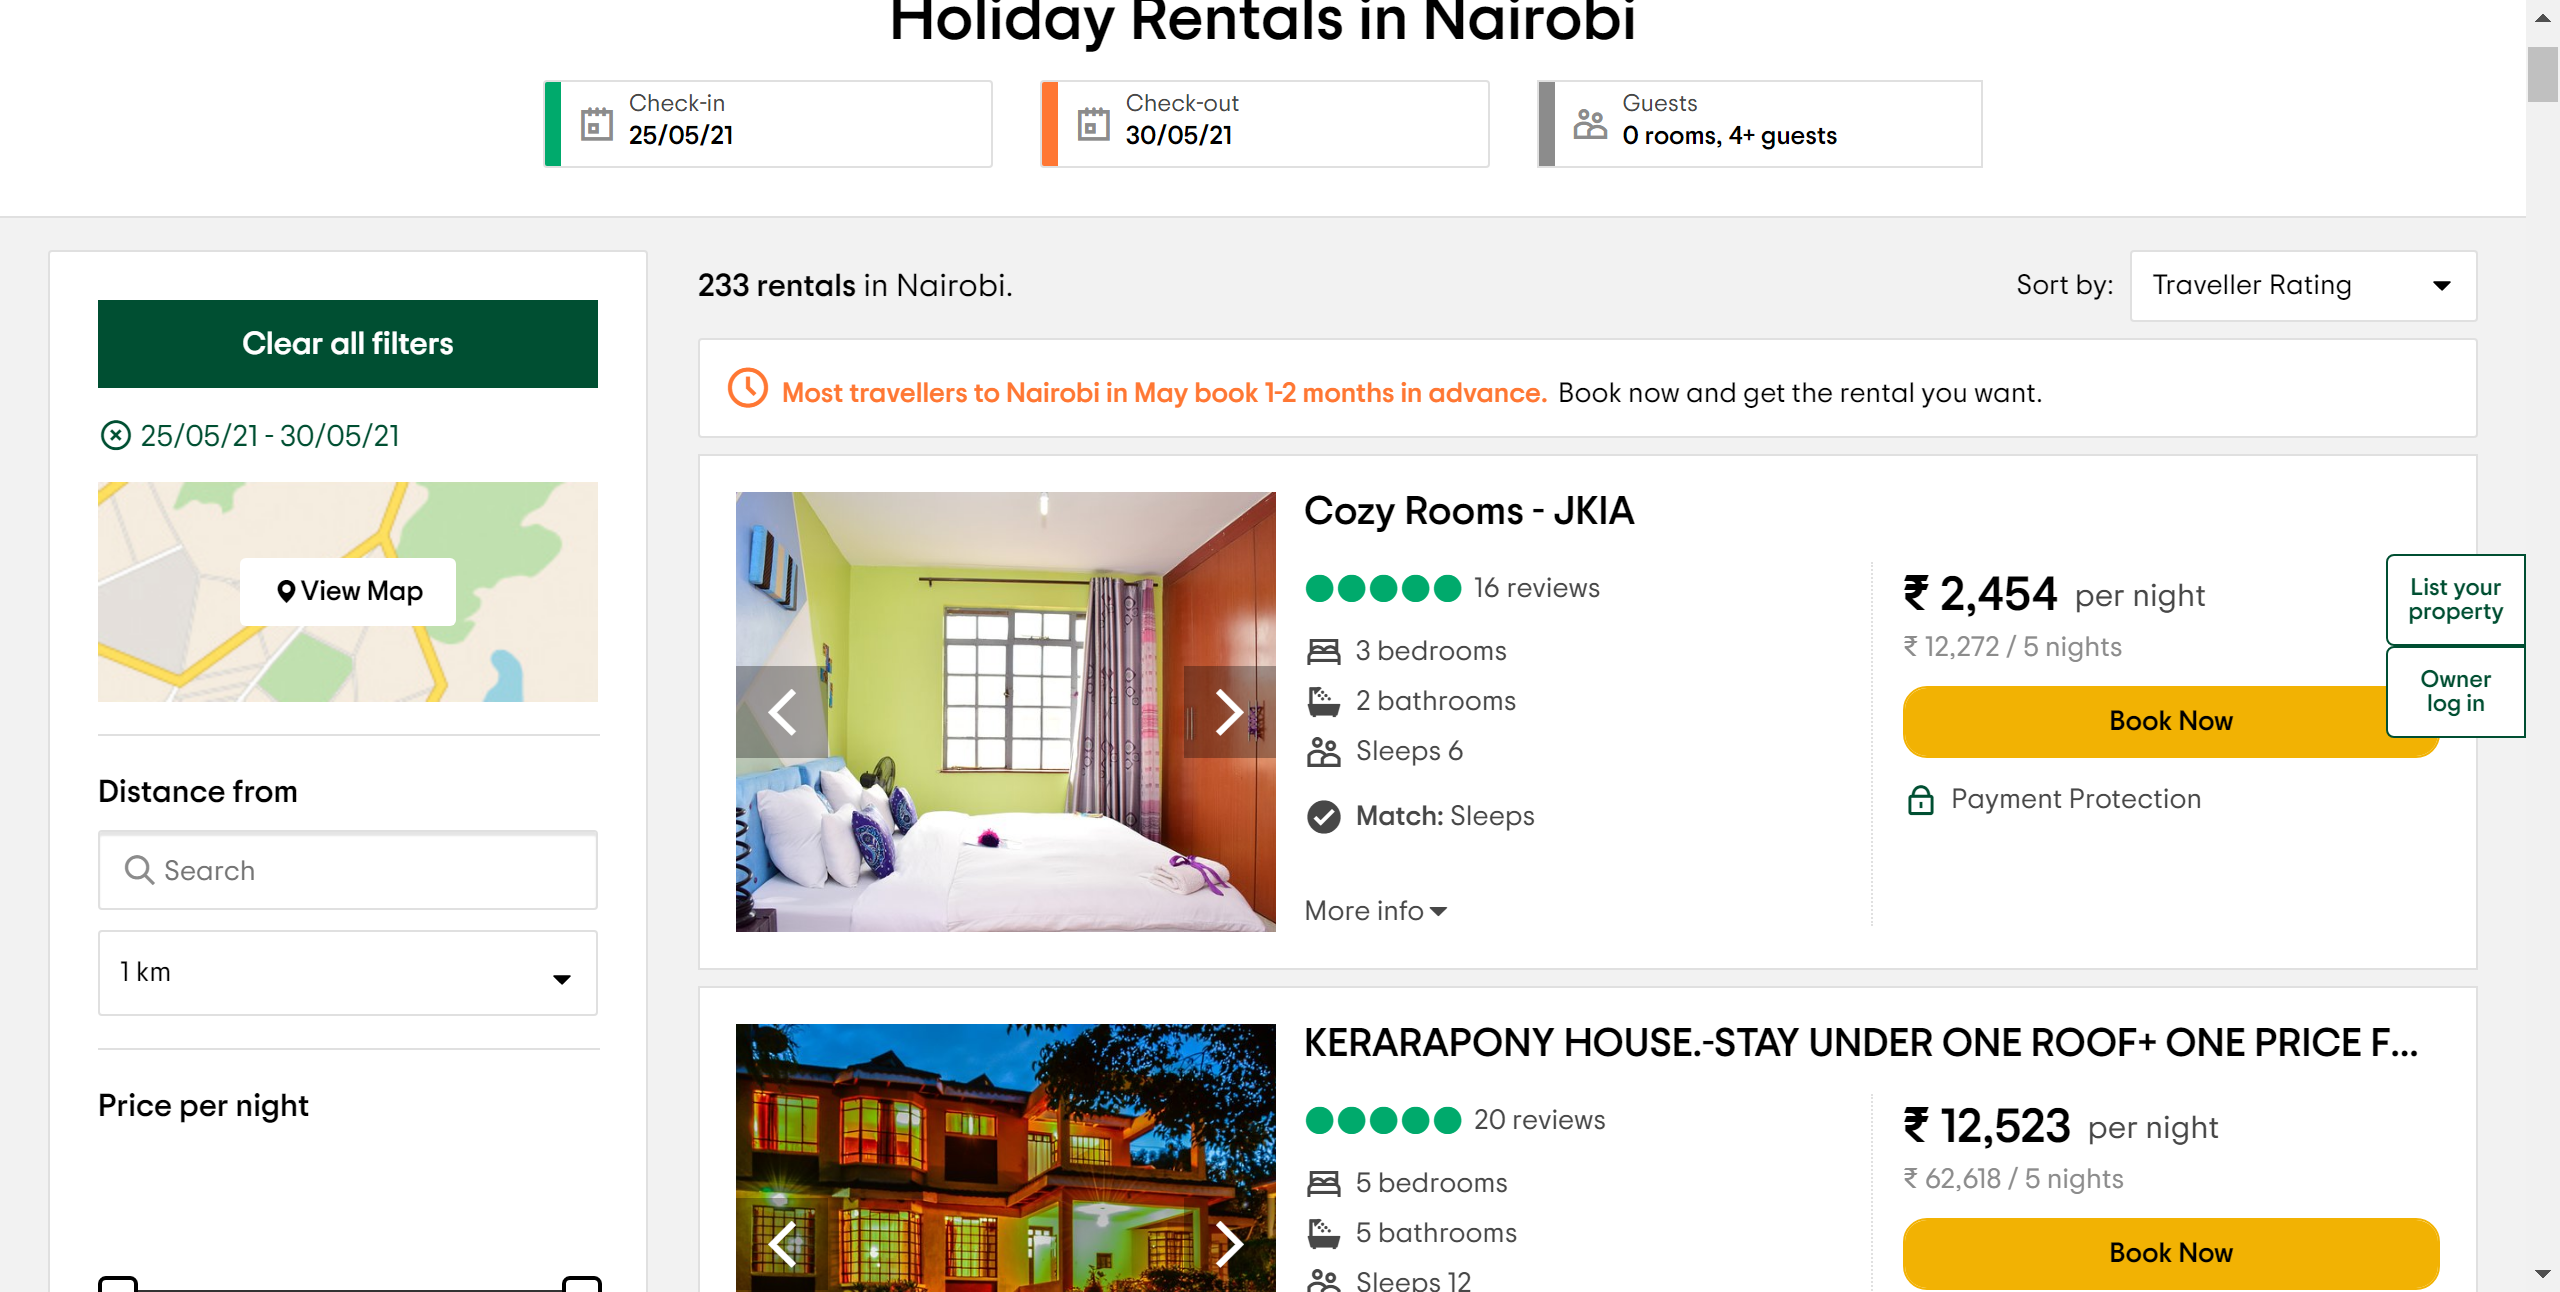 Holiday Rentals in Nairobi
Check-in
25/05/21
Check-out
30/05/21
Guests
0 rooms, 4+ guests
Clear all filters
25/05/21 - 30/05/21
View Map
Distance from
Search
1 km
Price per night
233 rentals in Nairobi.
Sort by: Traveller Rating
Most travellers to Nairobi in May book 1-2 months in advance. Book now and get the rental you want.
Cozy Rooms - JKIA
16 reviews
3 bedrooms
2 bathrooms
Sleeps 6
Match: Sleeps
More info
₹ 2,454 per night
₹ 12,272 / 5 nights
Book Now
Payment Protection
List your
property
Owner
log in
KERARAPONY HOUSE.-STAY UNDER ONE ROOF+ ONE PRICE F...
20 reviews
5 bedrooms
5 bathrooms
Sleeps 12
₹ 12,523 per night
₹ 62,618 / 5 nights
Book Now